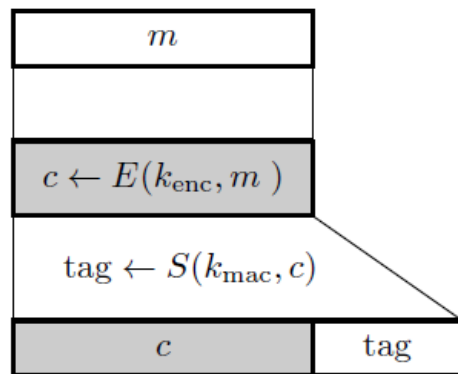 m
c ← E(k_enc, m )
tag ← S(k_mac, c)
c tag